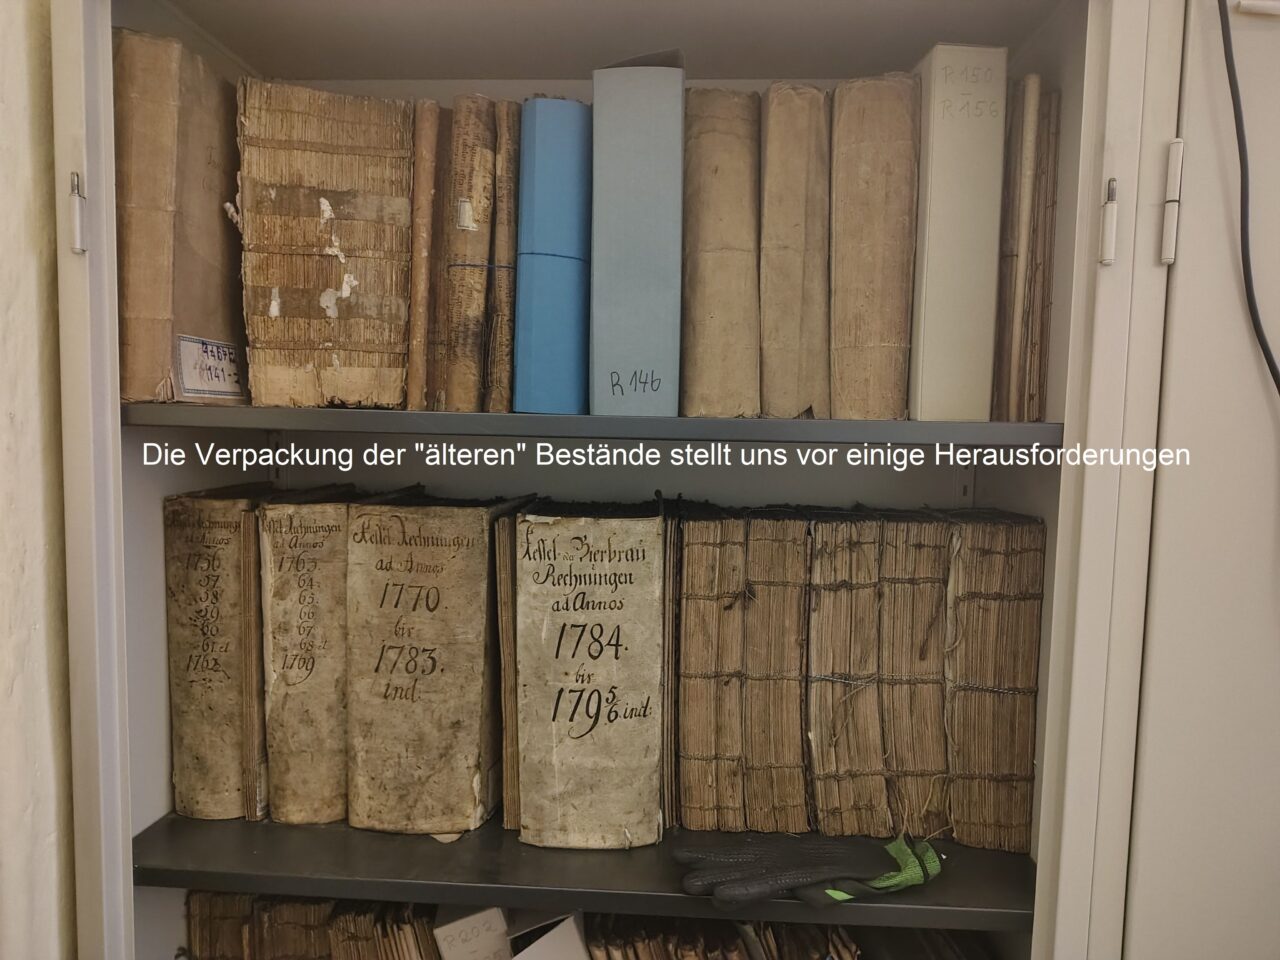 R 150
-
R 156
R 146
Die Verpackung der "älteren" Bestände stellt uns vor einige Herausforderungen
Rechnungen
ad Annos
1756
57
58
59
60
61 et
1762
Kessel-Rechnungen
ad Annos
1763
64
65
66
67
68 et
1769
Kessel-Rechnungen
ad Annos
1770.
bis
1783.
incl:
Kessel- oder Bierbrau
Rechnungen
ad Annos
1784.
bis
1795/6 incl:
R 202